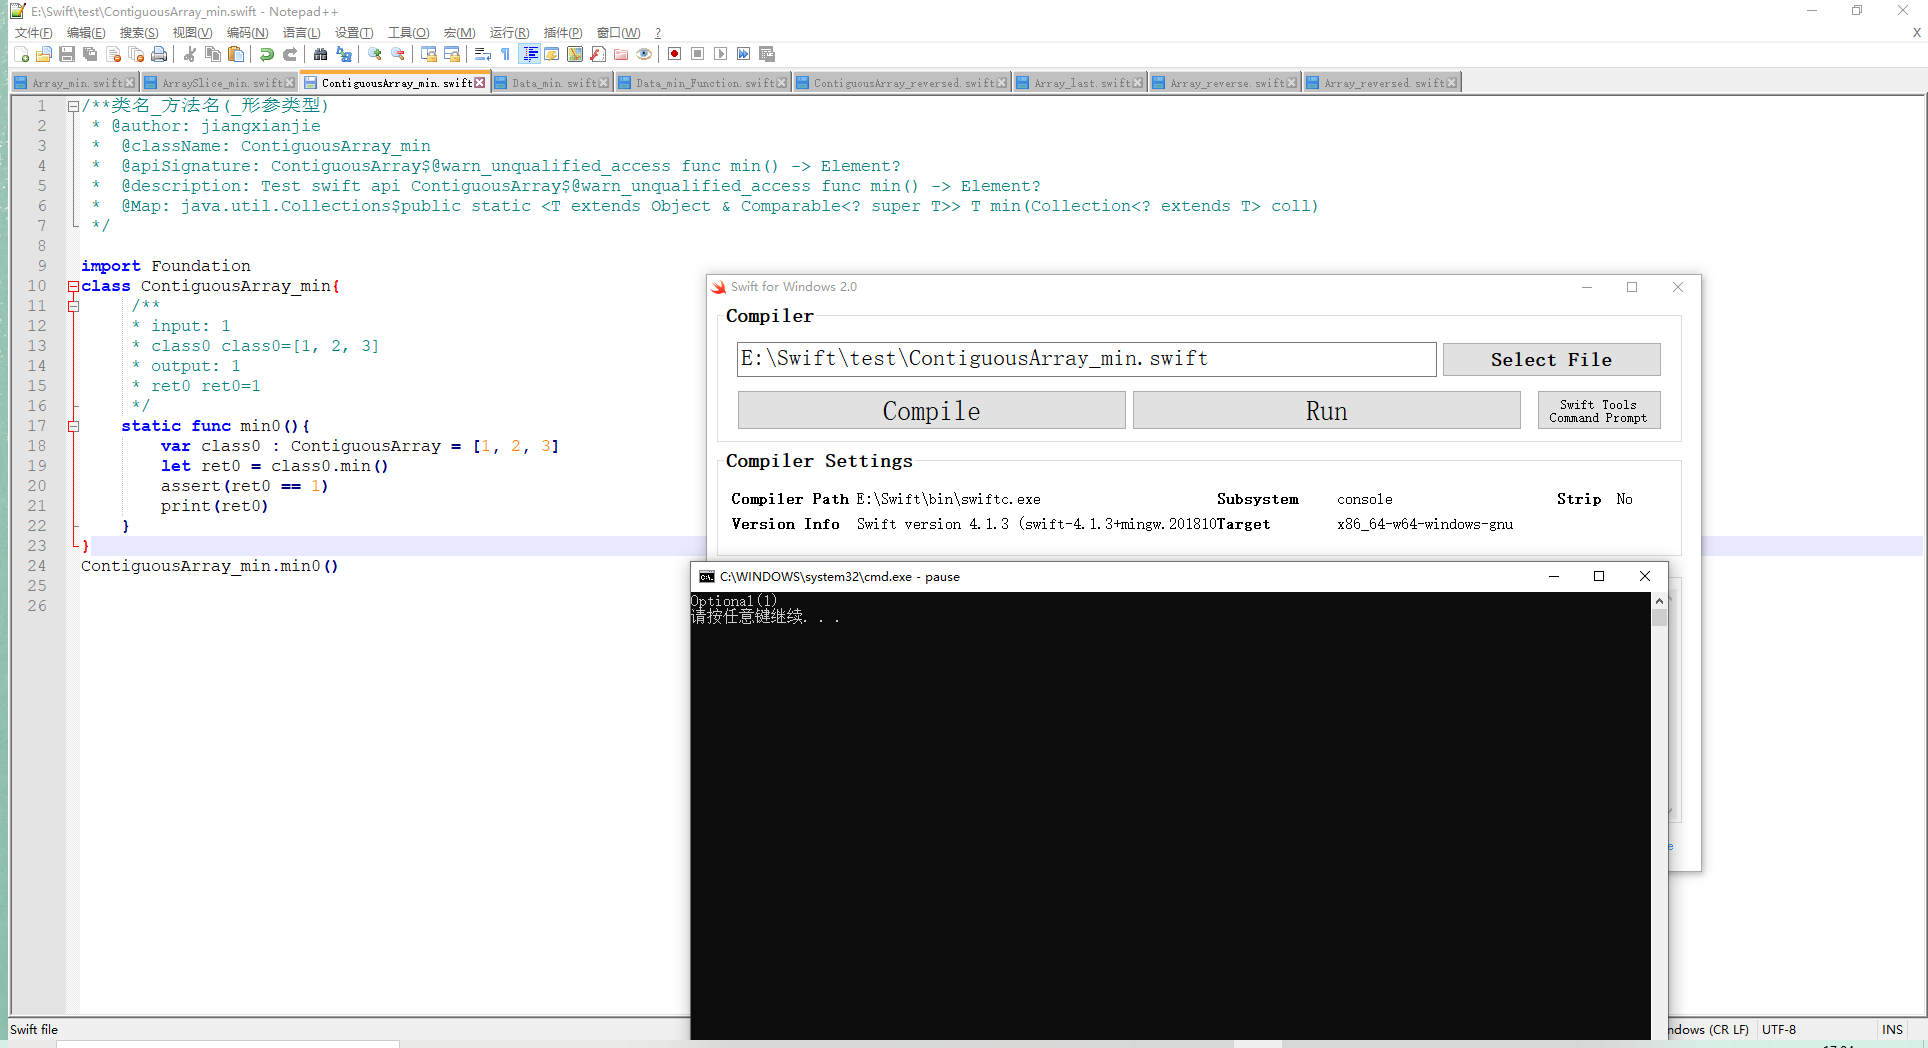 E:\Swift\test\ContiguousArray_min.swift - Notepad++
文件(F) 编辑(E) 搜索(S) 视图(V) 编码(N) 语言(L) 设置(T) 工具(O) 宏(M) 运行(R) 插件(P) 窗口(W) ? X
Array_min.swift ArraySlice_min.swift ContiguousArray_min.swift Data_min.swift Data_min_Function.swift ContiguousArray_reversed.swift Array_last.swift Array_reverse.swift Array_reversed.swift
1 /**类名_方法名(_形参类型)
2 * @author: jiangxianjie
3 * @className: ContiguousArray_min
4 * @apiSignature: ContiguousArray$@warn_unqualified_access func min() -> Element?
5 * @description: Test swift api ContiguousArray$@warn_unqualified_access func min() -> Element?
6 * @Map: java.util.Collections$public static <T extends Object & Comparable<? super T>> T min(Collection<? extends T> coll)
7 */
8
9 import Foundation
10 class ContiguousArray_min{
11 /**
12 * input: 1
13 * class0 class0=[1, 2, 3]
14 * output: 1
15 * ret0 ret0=1
16 */
17 static func min0(){
18 var class0 : ContiguousArray = [1, 2, 3]
19 let ret0 = class0.min()
20 assert(ret0 == 1)
21 print(ret0)
22 }
23 }
24 ContiguousArray_min.min0()
25
26
Swift for Windows 2.0
Compiler
E:\Swift\test\ContiguousArray_min.swift Select File
Compile Run Swift Tools
Command Prompt
Compiler Settings
Compiler Path E:\Swift\bin\swiftc.exe Subsystem console Strip No
Version Info Swift version 4.1.3 (swift-4.1.3+mingw.201810 Target x86_64-w64-windows-gnu
C:\WINDOWS\system32\cmd.exe - pause
Optional(1)
请按任意键继续. . .
e
Swift file ndows (CR LF) UTF-8 INS